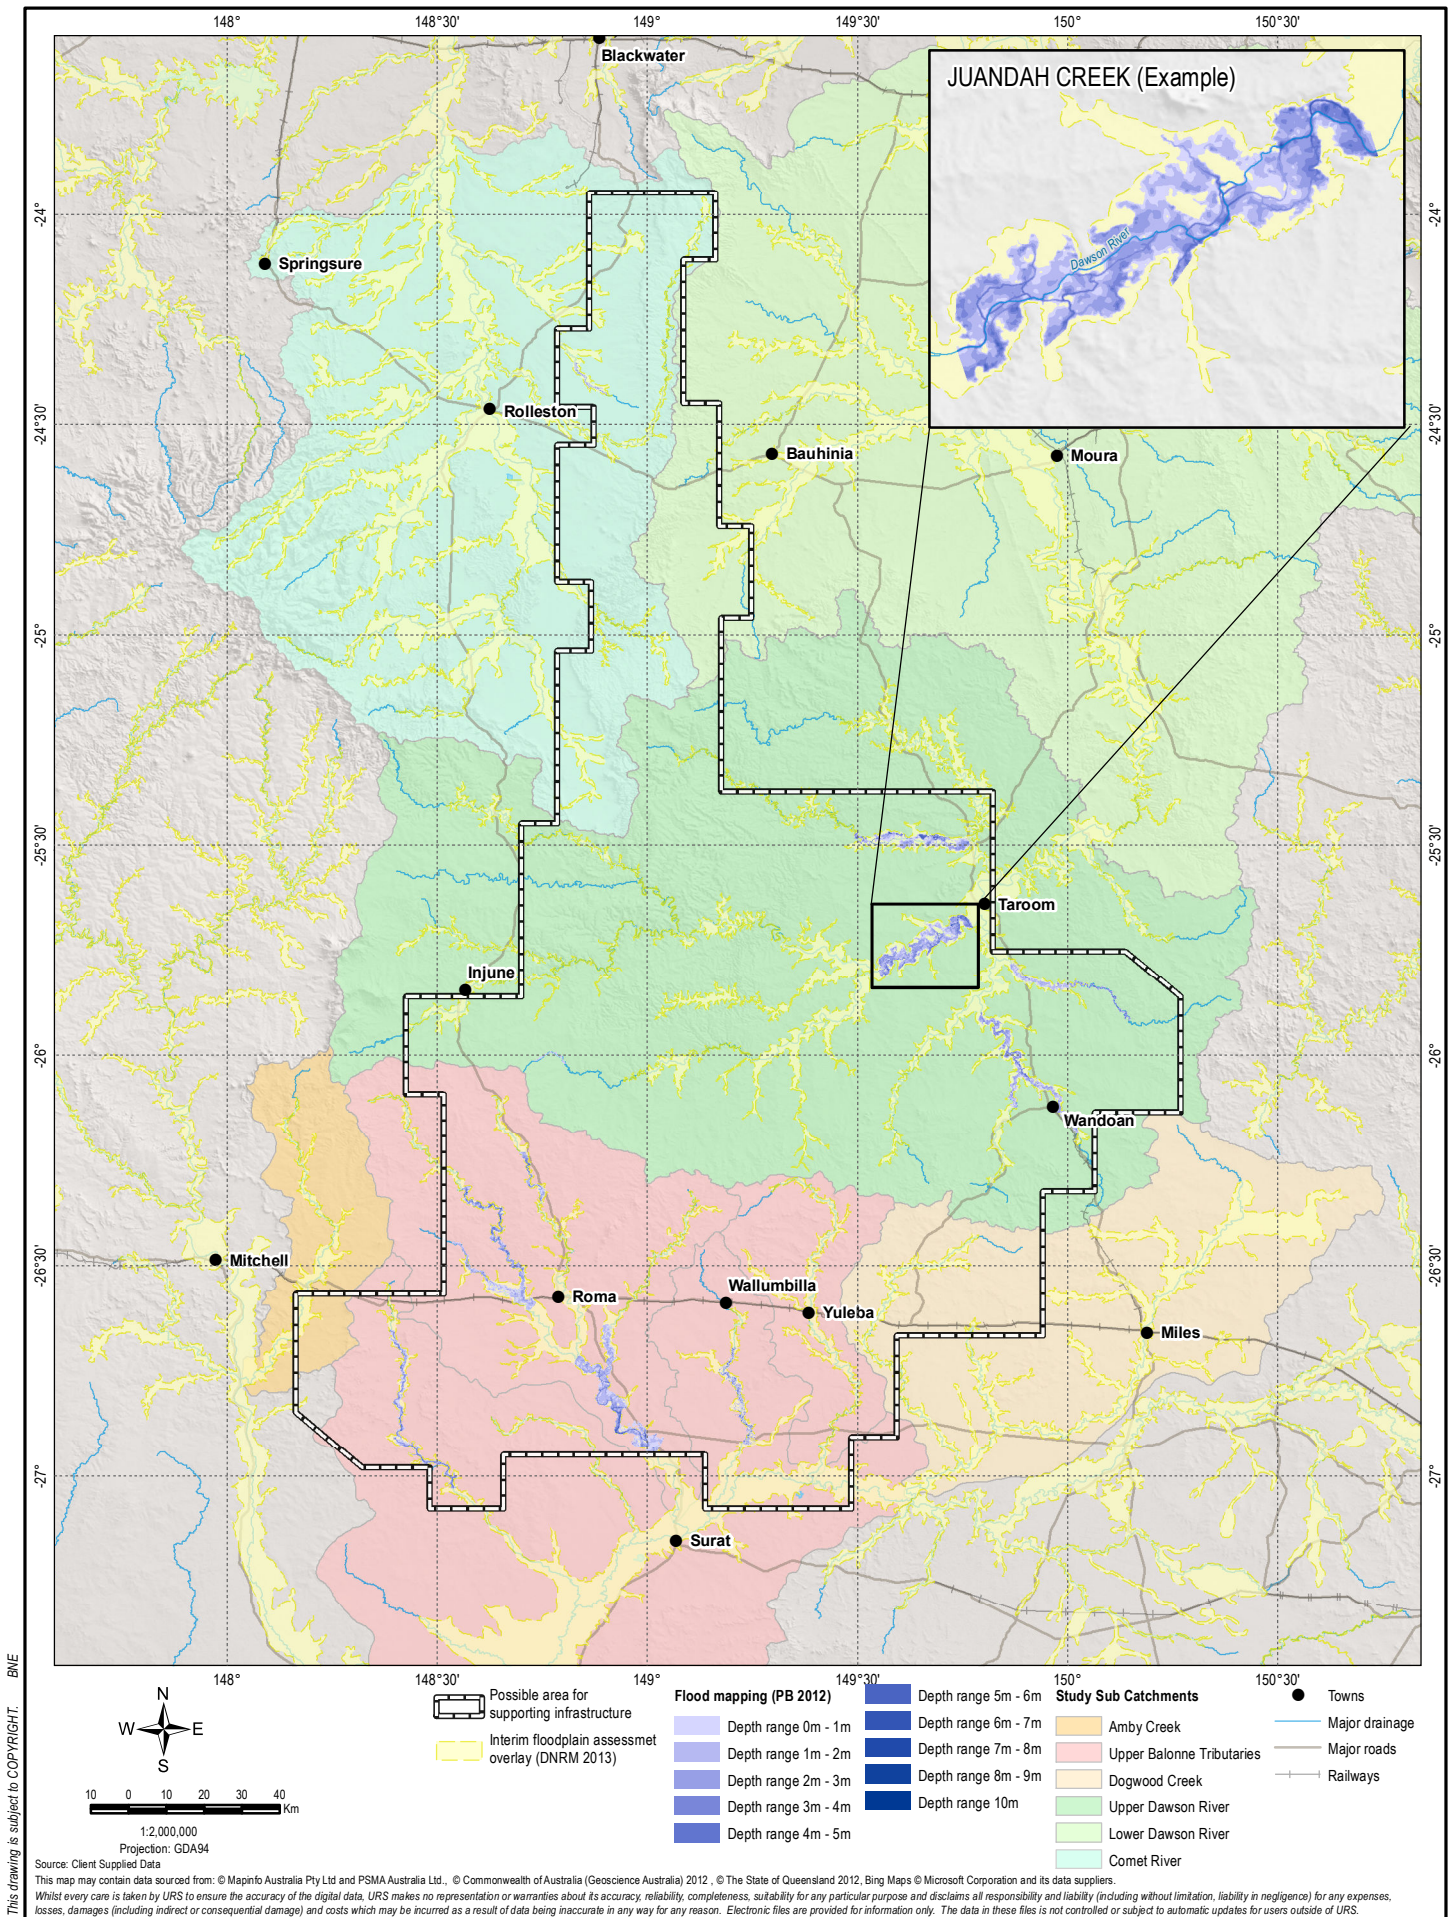 148°
148°30'
149°
149°30'
150°
150°30'
Blackwater
JUANDAH CREEK (Example)
Dawson River
-24°
-24°
Springsure
Rolleston
24°30'
-24°30'
Bauhinia
Moura
-25°
-25°
-25°30'
-25°30'
Taroom
Injune
-26°
-26°
Wandoan
Mitchell
-26°30'
-26°30'
Wallumbilla
Roma
Yuleba
Miles
-27°
-27°
Surat
148°
148°30'
149°
149°30'
150°
150°30'
This drawing is subject to COPYRIGHT. BNE
N
W E
S
10 0 10 20 30 40
Km
1:2,000,000
Projection: GDA94
Possible area for
supporting infrastructure
Interim floodplain assessmet
overlay (DNRM 2013)
Flood mapping (PB 2012)
Depth range 0m - 1m
Depth range 1m - 2m
Depth range 2m - 3m
Depth range 3m - 4m
Depth range 4m - 5m
Depth range 5m - 6m
Depth range 6m - 7m
Depth range 7m - 8m
Depth range 8m - 9m
Depth range 10m
Study Sub Catchments
Amby Creek
Upper Balonne Tributaries
Dogwood Creek
Upper Dawson River
Lower Dawson River
Comet River
Towns
Major drainage
Major roads
Railways
Source: Client Supplied Data
This map may contain data sourced from: © Mapinfo Australia Pty Ltd and PSMA Australia Ltd., © Commonwealth of Australia (Geoscience Australia) 2012 , © The State of Queensland 2012, Bing Maps © Microsoft Corporation and its data suppliers.
Whilst every care is taken by URS to ensure the accuracy of the digital data, URS makes no representation or warranties about its accuracy, reliability, completeness, suitability for any particular purpose and disclaims all responsibility and liability (including without limitation, liability in negligence) for any expenses,
losses, damages (including indirect or consequential damage) and costs which may be incurred as a result of data being inaccurate in any way for any reason. Electronic files are provided for information only. The data in these files is not controlled or subject to automatic updates for users outside of URS.